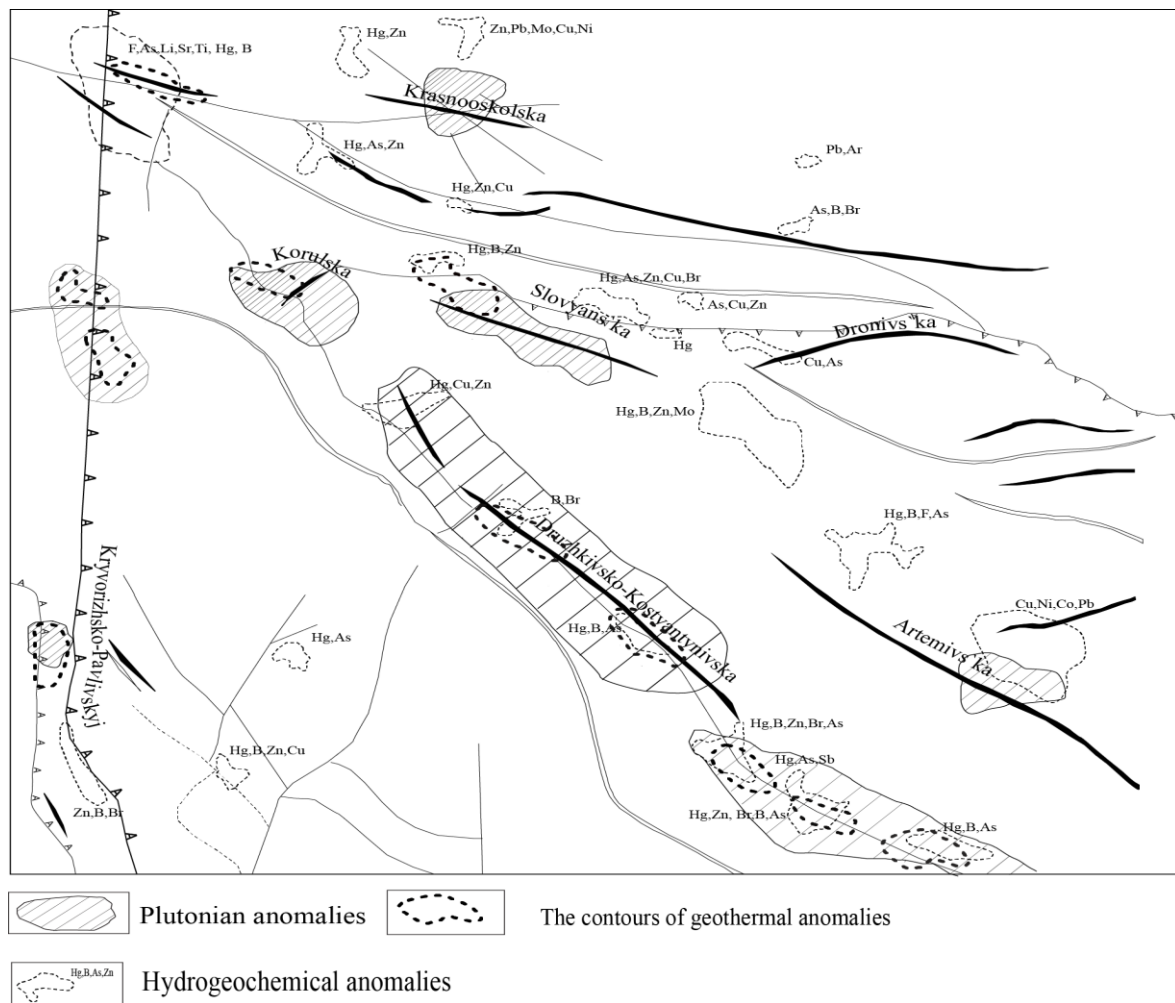 Hg,Zn
Zn,Pb,Mo,Cu,Ni
F,As,Li,Sr,Ti, Hg, B
Krasnooskolska
Hg,As,Zn
Pb,Ar
Hg,Zn,Cu
As,B,Br
Korulska
Hg,B,Zn
Hg,As,Zn,Cu,Br
Slovyans'ka
As,Cu,Zn
Dronivs'ka
Hg
Cu,As
Hg,Cu,Zn
Hg,B,Zn,Mo
B,Br
Druzhkivsko-Kostyantynivska
Hg,B,F,As
Kryvorizhsko-Pavlivskyj
Cu,Ni,Co,Pb
Hg,B,As
Hg,As
Artemivs'ka
Hg,B,Zn,Br,As
Hg,B,Zn,Cu
Hg,As,Sb
Zn,B,Br
Hg,Zn, Br,B,As
Hg,B,As
Plutonian anomalies
The contours of geothermal anomalies
Hg,B,As,Zn
Hydrogeochemical anomalies